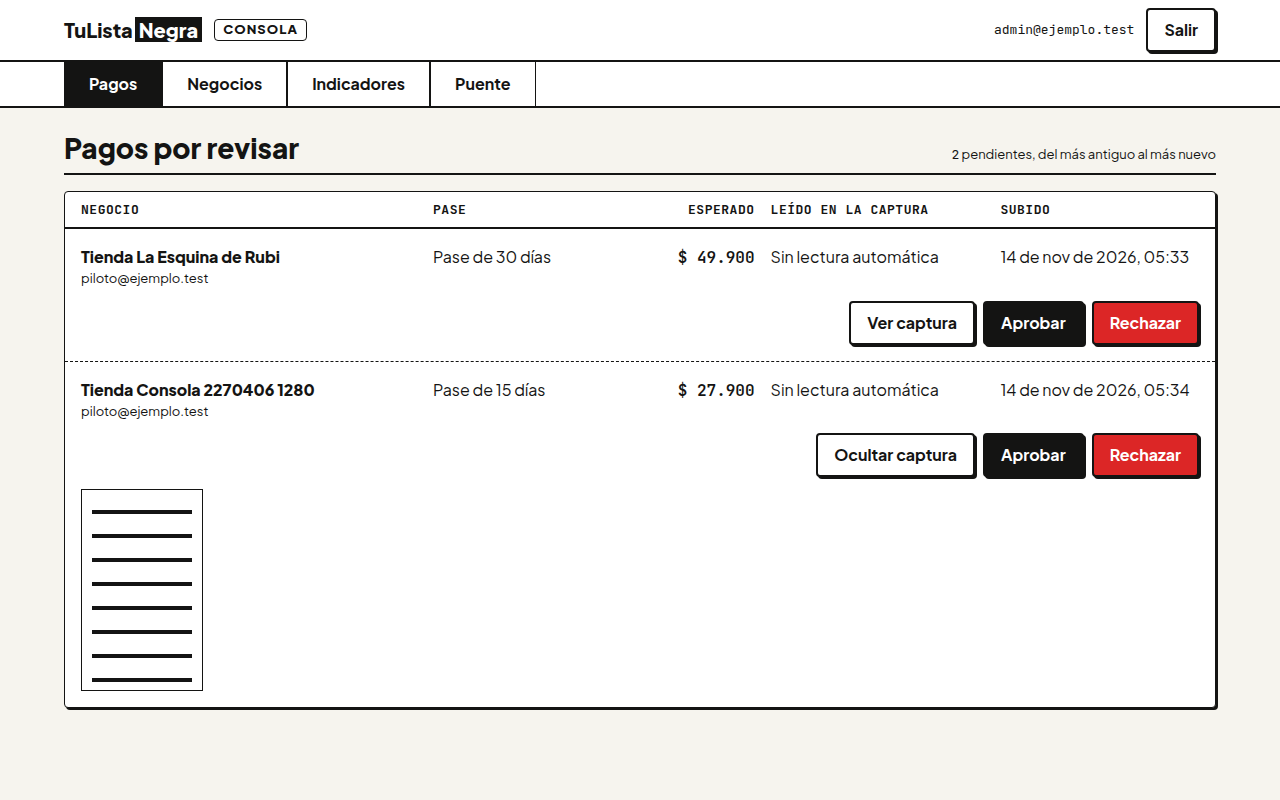 TuLista Negra CONSOLA admin@ejemplo.test Salir
Pagos Negocios Indicadores Puente
Pagos por revisar 2 pendientes, del más antiguo al más nuevo
NEGOCIO PASE ESPERADO LEÍDO EN LA CAPTURA SUBIDO
Tienda La Esquina de Rubi Pase de 30 días $ 49.900 Sin lectura automática 14 de nov de 2026, 05:33
piloto@ejemplo.test
Ver captura Aprobar Rechazar
Tienda Consola 2270406 1280 Pase de 15 días $ 27.900 Sin lectura automática 14 de nov de 2026, 05:34
piloto@ejemplo.test
Ocultar captura Aprobar Rechazar